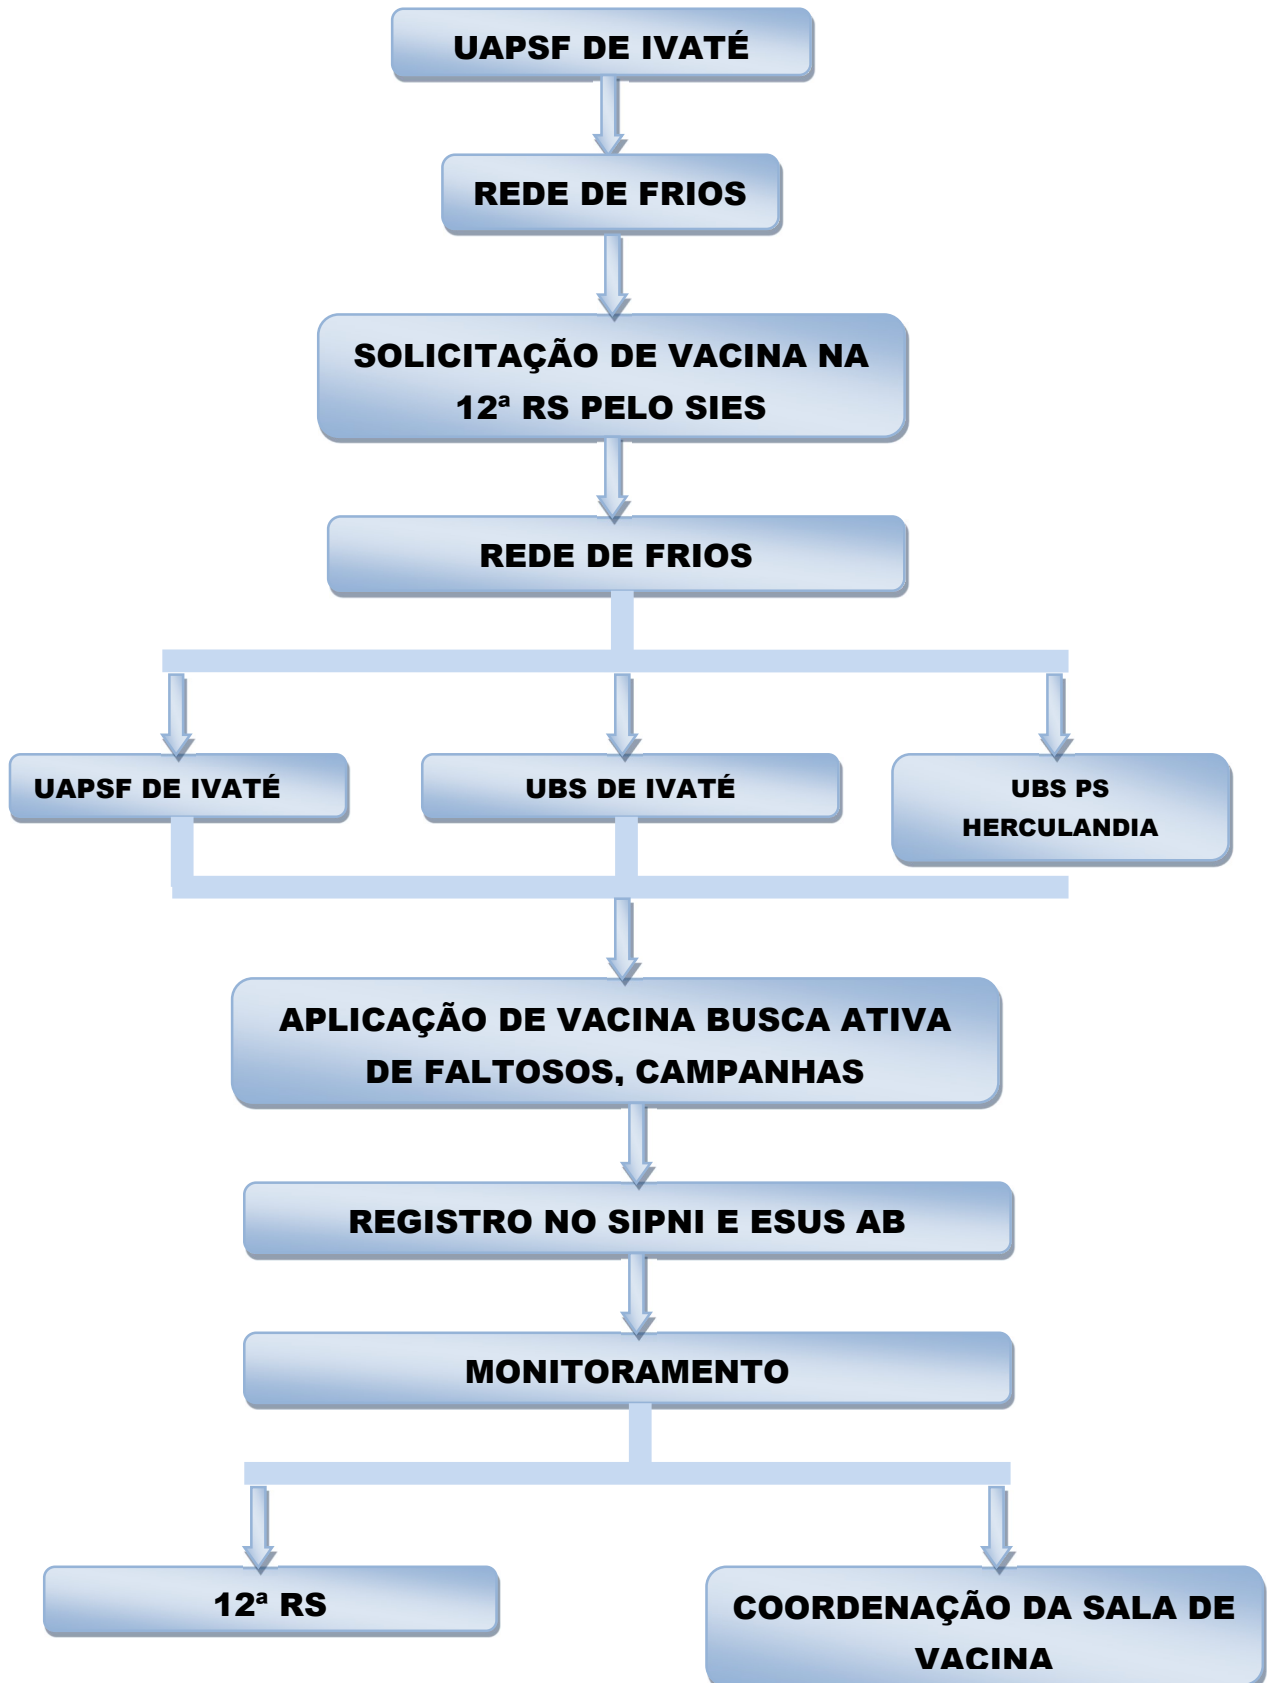 UAPSF DE IVATÉ
REDE DE FRIOS
SOLICITAÇÃO DE VACINA NA
12ª RS PELO SIES
REDE DE FRIOS
UAPSF DE IVATÉ
UBS DE IVATÉ
UBS PS
HERCULANDIA
APLICAÇÃO DE VACINA BUSCA ATIVA
DE FALTOSOS, CAMPANHAS
REGISTRO NO SIPNI E ESUS AB
MONITORAMENTO
12ª RS
COORDENAÇÃO DA SALA DE
VACINA